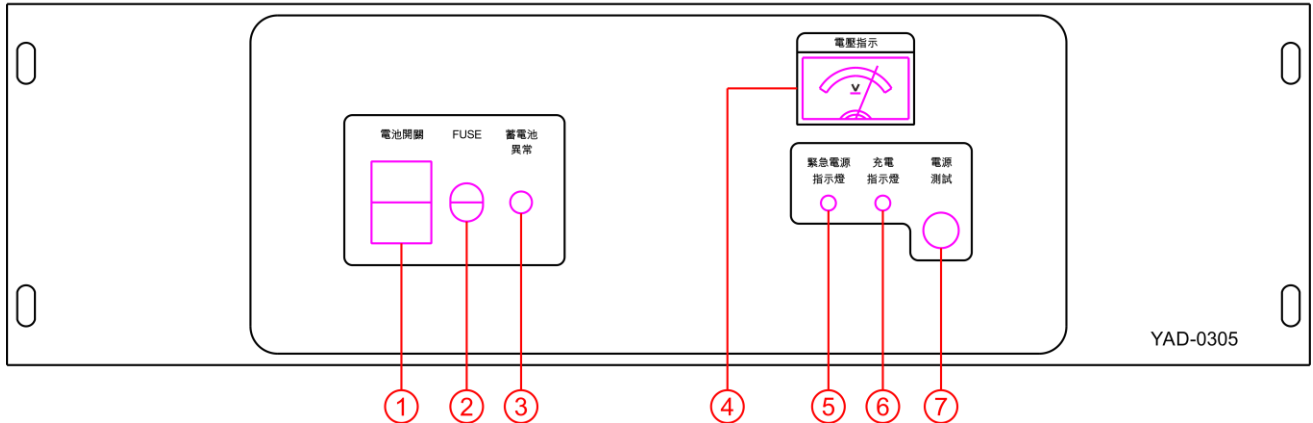 電壓指示
V
電池開關
FUSE
蓄電池
異常
緊急電源
指示燈
充電
指示燈
電源
測試
YAD-0305
1
2
3
4
5
6
7